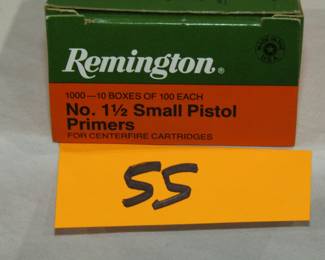 Remington®
1000—10 BOXES OF 100 EACH
No. 1½ Small Pistol
Primers
FOR CENTERFIRE CARTRIDGES
55